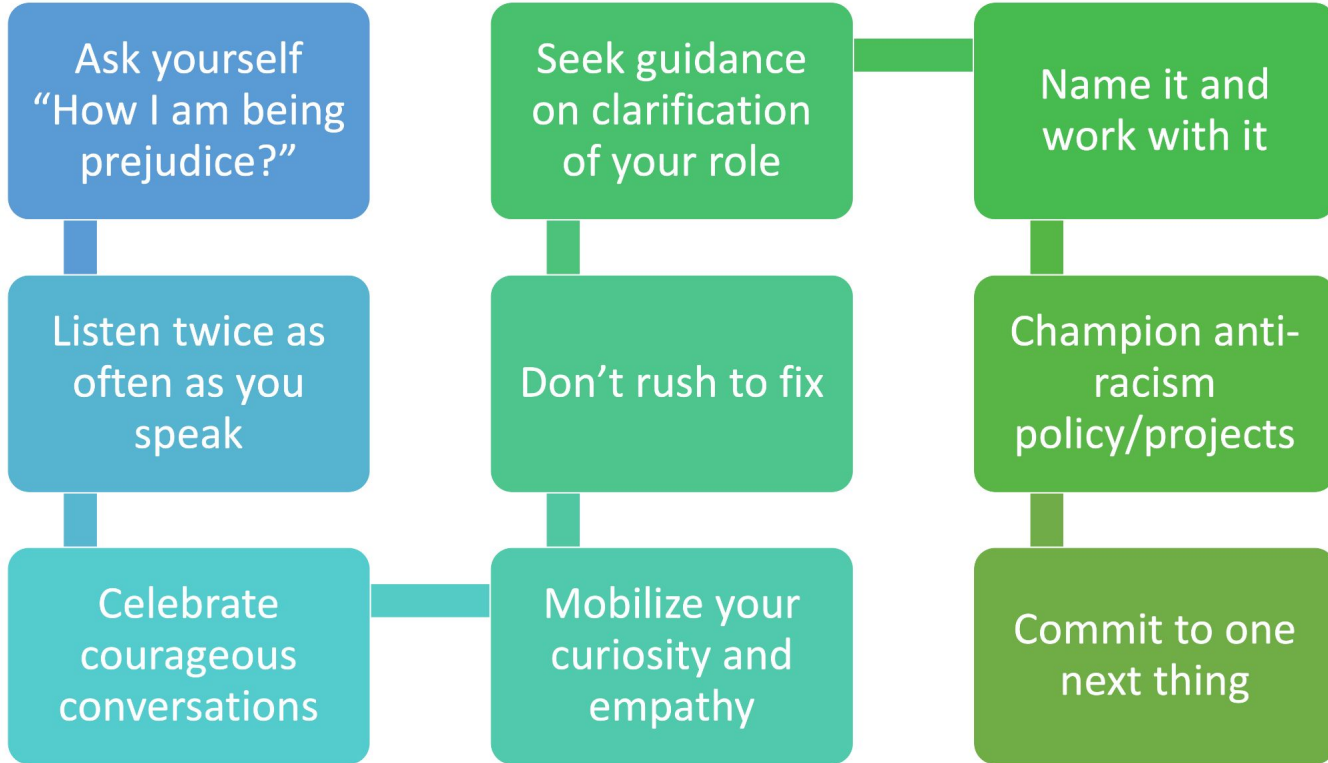 Ask yourself
“How I am being
prejudice?”
Listen twice as
often as you
speak
Celebrate
courageous
conversations
Mobilize your
curiosity and
empathy
Don’t rush to fix
Seek guidance
on clarification
of your role
Name it and
work with it
Champion anti-
racism
policy/projects
Commit to one
next thing